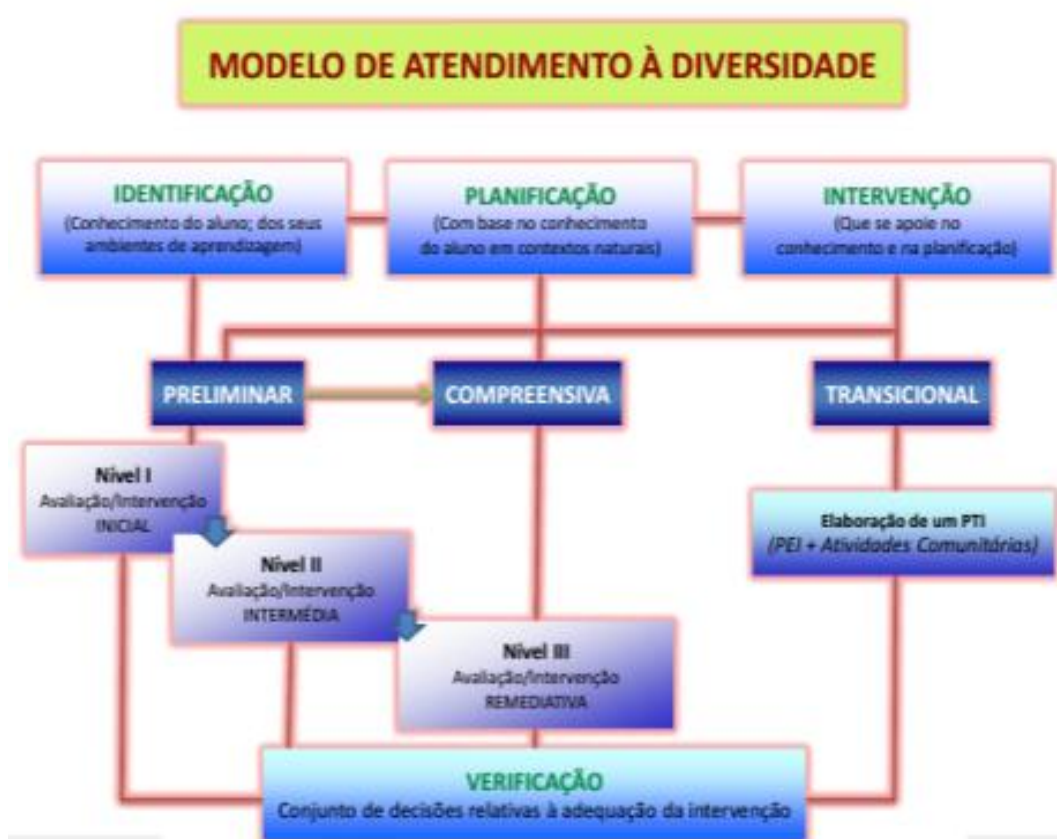 MODELO DE ATENDIMENTO À DIVERSIDADE
IDENTIFICAÇÃO
(Conhecimento do aluno; dos seus
ambientes de aprendizagem)
PLANIFICAÇÃO
(Com base no conhecimento
do aluno em contextos naturais)
INTERVENÇÃO
(Que se apoie no
conhecimento e na planificação)
PRELIMINAR
COMPREENSIVA
TRANSICIONAL
Nível I
Avaliação/Intervenção
INICIAL
Nível II
Avaliação/Intervenção
INTERMÉDIA
Nível III
Avaliação/Intervenção
REMEDIATIVA
Elaboração de um PTI
(PEI + Atividades Comunitárias)
VERIFICAÇÃO
Conjunto de decisões relativas à adequação da intervenção